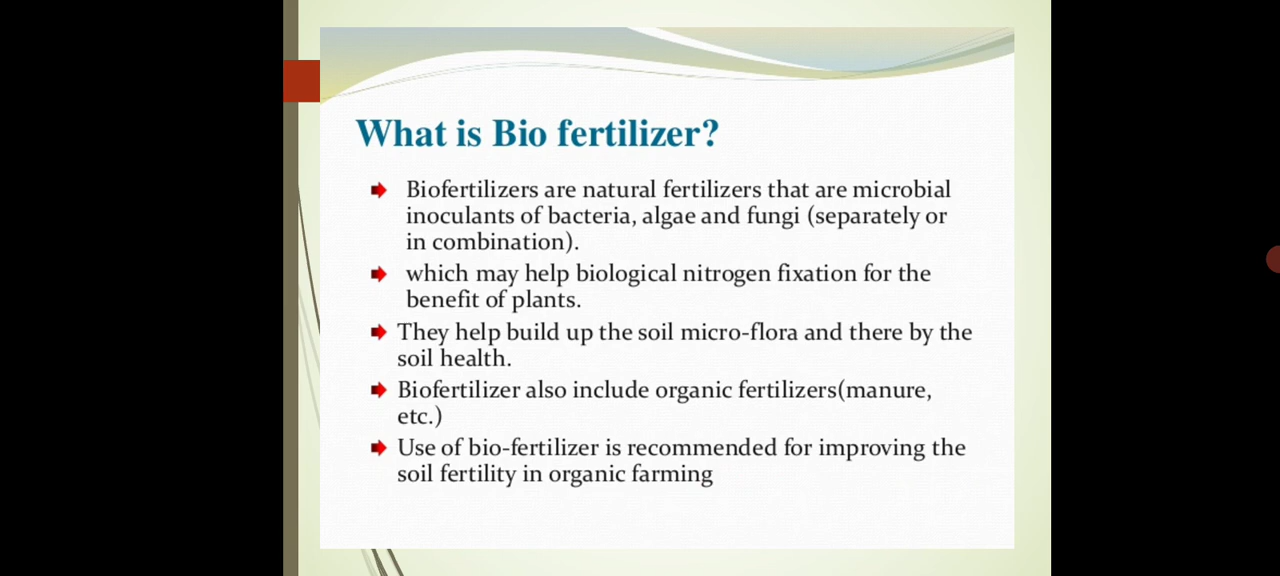 What is Bio fertilizer?
Biofertilizers are natural fertilizers that are microbial
inoculants of bacteria, algae and fungi (separately or
in combination).
which may help biological nitrogen fixation for the
benefit of plants.
They help build up the soil micro-flora and there by the
soil health.
Biofertilizer also include organic fertilizers(manure,
etc.)
Use of bio-fertilizer is recommended for improving the
soil fertility in organic farming